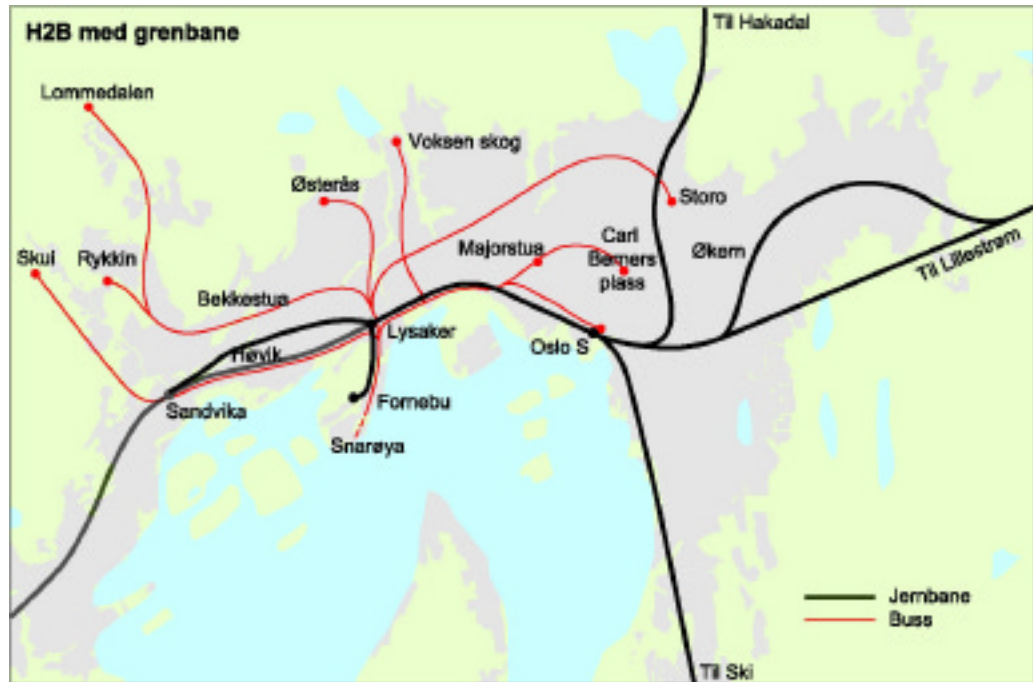 H2B med grenbane
Til Hakadal
Lommedalen
Voksen skog
Østerås
Storo
Skui
Rykkin
Majorstua
Carl
Berners
plass
Økern
Til Lillestrøm
Bekkestua
Lysaker
Høvik
Oslo S
Sandvika
Fornebu
Snarøya
Jernbane
Buss
Til Ski